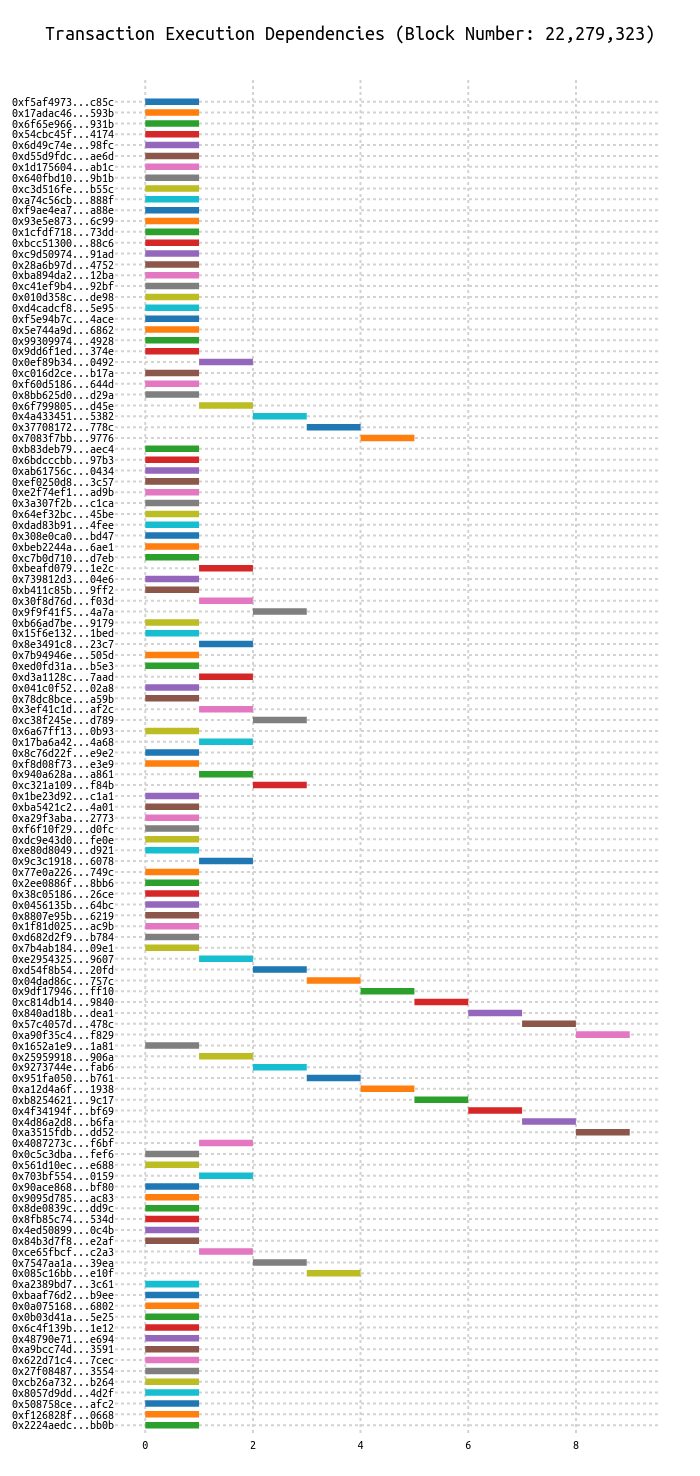 Transaction Execution Dependencies (Block Number: 22,279,323)
0xf5af4973...c85c
0x17adac46...593b
0x6f65e966...931b
0x54cbc45f...4174
0x6d49c74e...98fc
0xd55d9fdc...ae6d
0x1d175604...ab1c
0x640fbd10...9b1b
0xc3d516fe...b55c
0xa74c56cb...888f
0xf9ae4ea7...a88e
0x93e5e873...6c99
0x1cfdf718...73dd
0xbcc51300...88c6
0xc9d50974...91ad
0x28a6b97d...4752
0xba894da2...12ba
0xc41ef9b4...92bf
0x010d358c...de98
0xd4cadcf8...5e95
0xf5e94b7c...4ace
0x5e744a9d...6862
0x99309974...4928
0x9dd6f1ed...374e
0x0ef89b34...0492
0xc016d2ce...b17a
0xf60d5186...644d
0x8bb625d0...d29a
0x6f799805...d45e
0x4a433451...5382
0x37708172...778c
0x7083f7bb...9776
0xb83deb79...aec4
0x6bdcccbb...97b3
0xab61756c...0434
0xef0250d8...3c57
0xe2f74ef1...ad9b
0x3a307f2b...c1ca
0x64ef32bc...45be
0xdad83b91...4fee
0x308e0ca0...bd47
0xbeb2244a...6ae1
0xc7b0d710...d7eb
0xbeafd079...1e2c
0x739812d3...04e6
0xb411c85b...9ff2
0x30f8d76d...f03d
0x9f9f41f5...4a7a
0xb66ad7be...9179
0x15f6e132...1bed
0x8e3491c8...23c7
0x7b94946e...505d
0xed0fd31a...b5e3
0xd3a1128c...7aad
0x041c0f52...02a8
0x78dc8bce...a59b
0x3ef41c1d...af2c
0xc38f245e...d789
0x6a67ff13...0b93
0x17ba6a42...4a68
0x8c76d22f...e9e2
0xf8d08f73...e3e9
0x940a628a...a861
0xc321a109...f84b
0x1be23d92...c1a1
0xba5421c2...4a01
0xa29f3aba...2773
0xf6f10f29...d0fc
0xdc9e43d0...fe0e
0xe80d8049...d921
0x9c3c1918...6078
0x77e0a226...749c
0x2ee0886f...8bb6
0x38c05186...26ce
0x0456135b...64bc
0x8807e95b...6219
0x1f81d025...ac9b
0xd682d2f9...b784
0x7b4ab184...09e1
0xe2954325...9607
0xd54f8b54...20fd
0x04dad86c...757c
0x9df17946...ff10
0xc814db14...9840
0x840ad18b...dea1
0x57c4057d...478c
0xa90f35c4...f829
0x1652a1e9...1a81
0x25959918...906a
0x9273744e...fab6
0x951fa050...b761
0xa12d4a6f...1938
0xb8254621...9c17
0x4f34194f...bf69
0x4d86a2d8...b6fa
0xa3515fdb...dd52
0x4087273c...f6bf
0x0c5c3dba...fef6
0x561d10ec...e688
0x703bf554...0159
0x90ace868...bf80
0x9095d785...ac83
0x8de0839c...dd9c
0x8fb85c74...534d
0x4ed50899...0c4b
0x84b3d7f8...e2af
0xce65fbcf...c2a3
0x7547aa1a...39ea
0x085c16bb...e10f
0xa2389bd7...3c61
0xbaaf76d2...b9ee
0x0a075168...6802
0x0b03d41a...5e25
0x6c4f139b...1e12
0x48790e71...e694
0xa9bcc74d...3591
0x622d71c4...7cec
0x27f08487...3554
0xcb26a732...b264
0x8057d9dd...4d2f
0x508758ce...afc2
0xf126828f...0668
0x2224aedc...bb0b
0 2 4 6 8